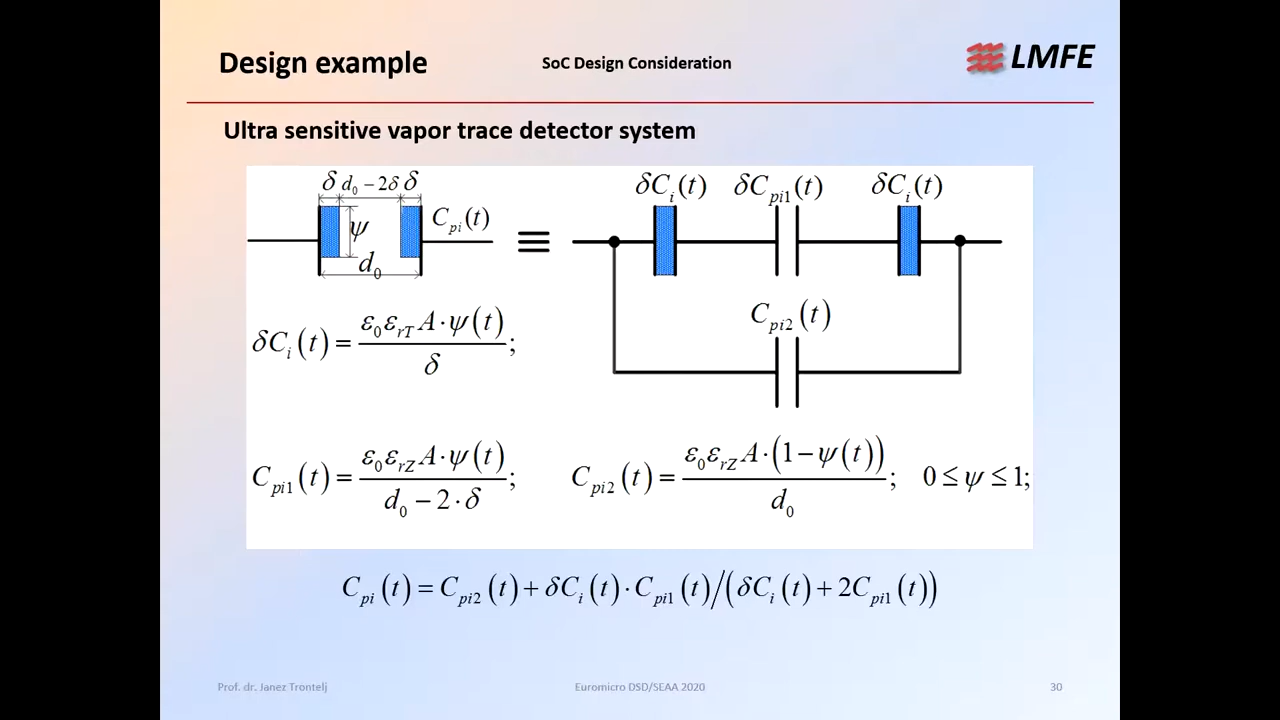 Design example
SoC Design Consideration
LMFE
Ultra sensitive vapor trace detector system
δ d₀ − 2δ δ
ψ
d₀
C_pi(t)
≡
δC_i(t) δC_pi1(t) δC_i(t)
C_pi2(t)
δC_i(t) = ε₀ε_rT A·ψ(t) / δ;
C_pi1(t) = ε₀ε_rZ A·ψ(t) / (d₀ − 2·δ);
C_pi2(t) = ε₀ε_rZ A·(1−ψ(t)) / d₀; 0 ≤ ψ ≤ 1;
C_pi(t) = C_pi2(t) + δC_i(t)·C_pi1(t)/(δC_i(t) + 2C_pi1(t))
Prof. dr. Janez Trontelj
Euromicro DSD/SEAA 2020
30